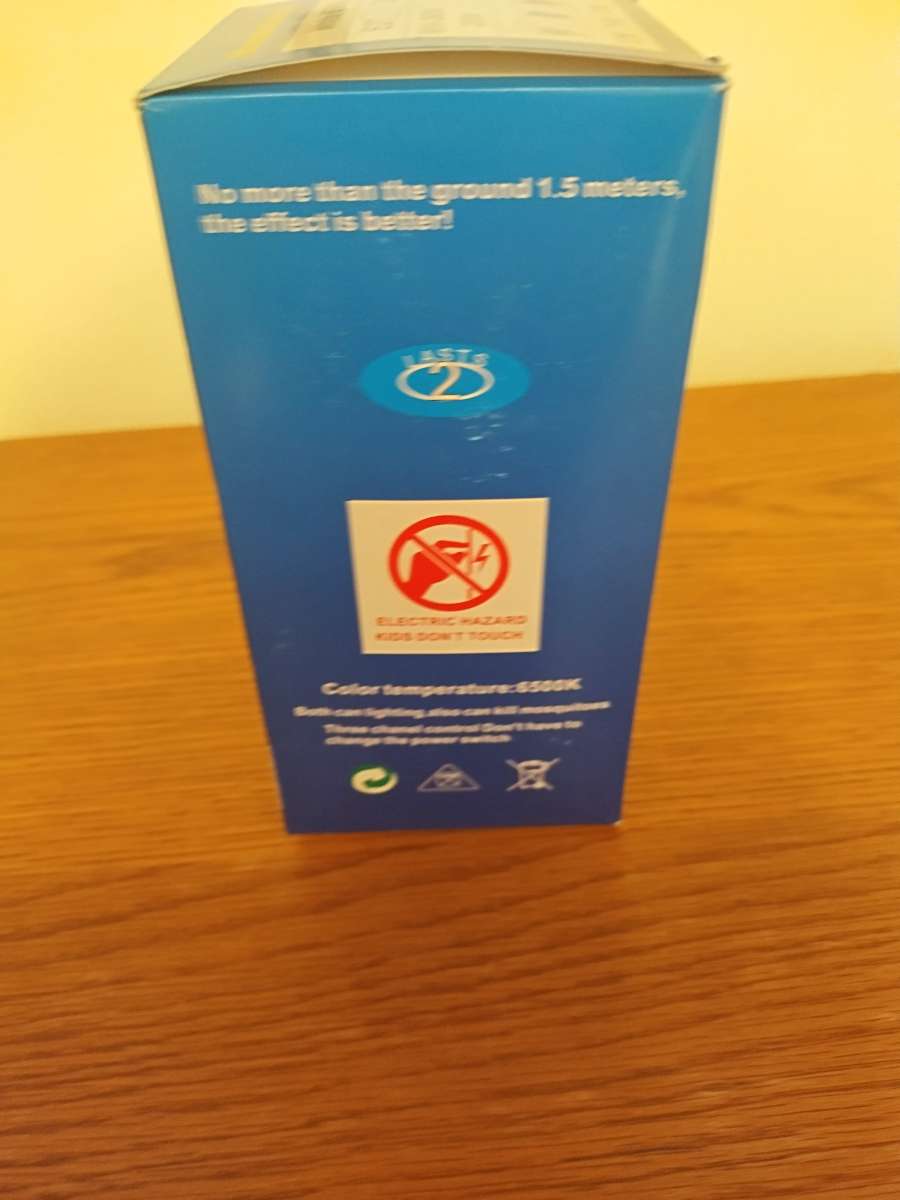 No more than the ground 1.5 meters,
the effect is better!
LASTS
2
ELECTRIC HAZARD
KIDS DON'T TOUCH
Color temperature:6500K
Both can lighting also can kill mosquitoes
Three chanel control Don't have to
change the power switch